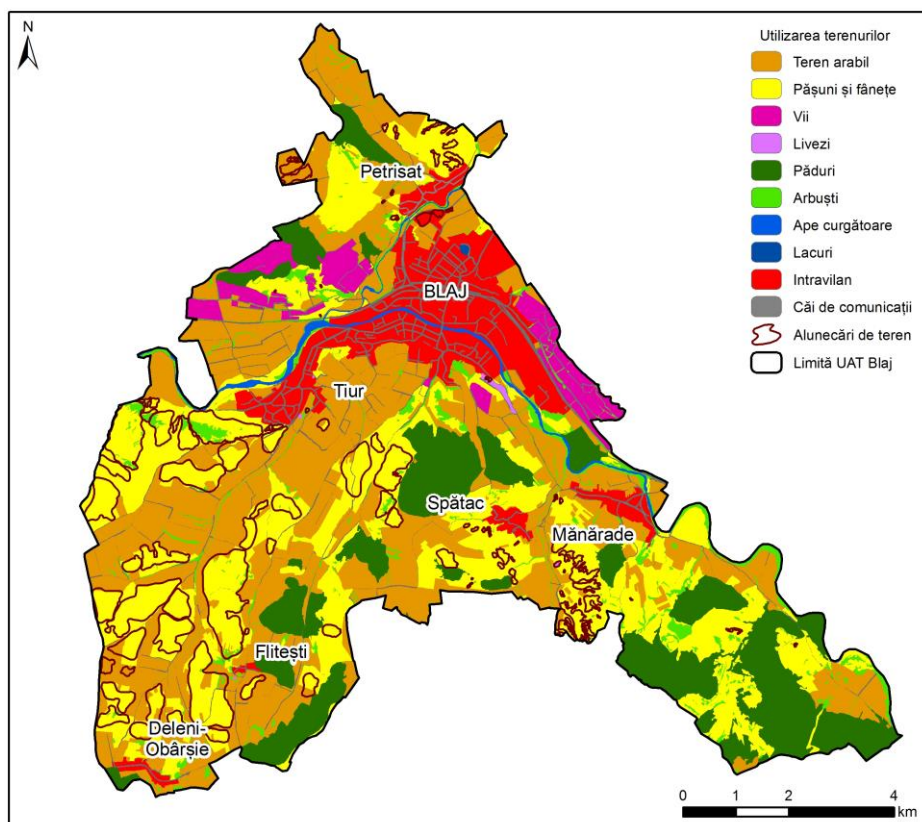 N
Utilizarea terenurilor
Teren arabil
Pășuni și fânețe
Vii
Livezi
Păduri
Arbuști
Ape curgătoare
Lacuri
Intravilan
Căi de comunicații
Alunecări de teren
Limită UAT Blaj
Petrisat
BLAJ
Tiur
Spătac
Mănărade
Flitești
Deleni-
Obârșie
0 1 2 4
km